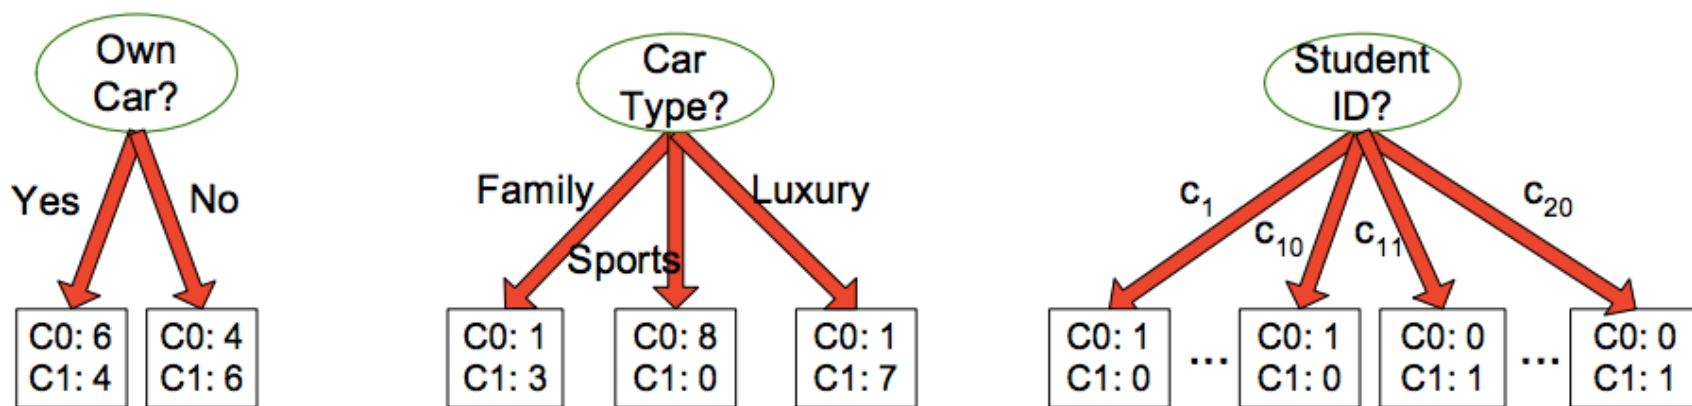 Own
Car?
Yes
No
C0: 6
C1: 4
C0: 4
C1: 6
Car
Type?
Family
Sports
Luxury
C0: 1
C1: 3
C0: 8
C1: 0
C0: 1
C1: 7
Student
ID?
c1
c10
c11
c20
C0: 1
C1: 0
...
C0: 1
C1: 0
C0: 0
C1: 1
...
C0: 0
C1: 1